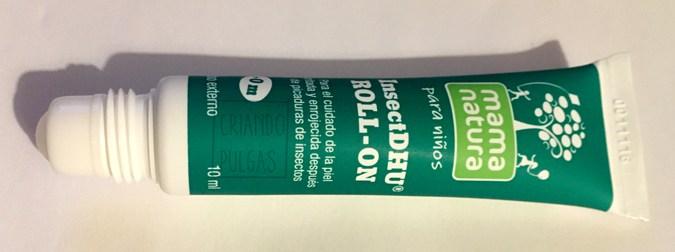 mama
natura
para niños
InsectDHU®
ROLL-ON
Para el cuidado de la piel
y enrojecida después
picaduras de insectos
externo
10 ml
CRIANDO
PULGAS